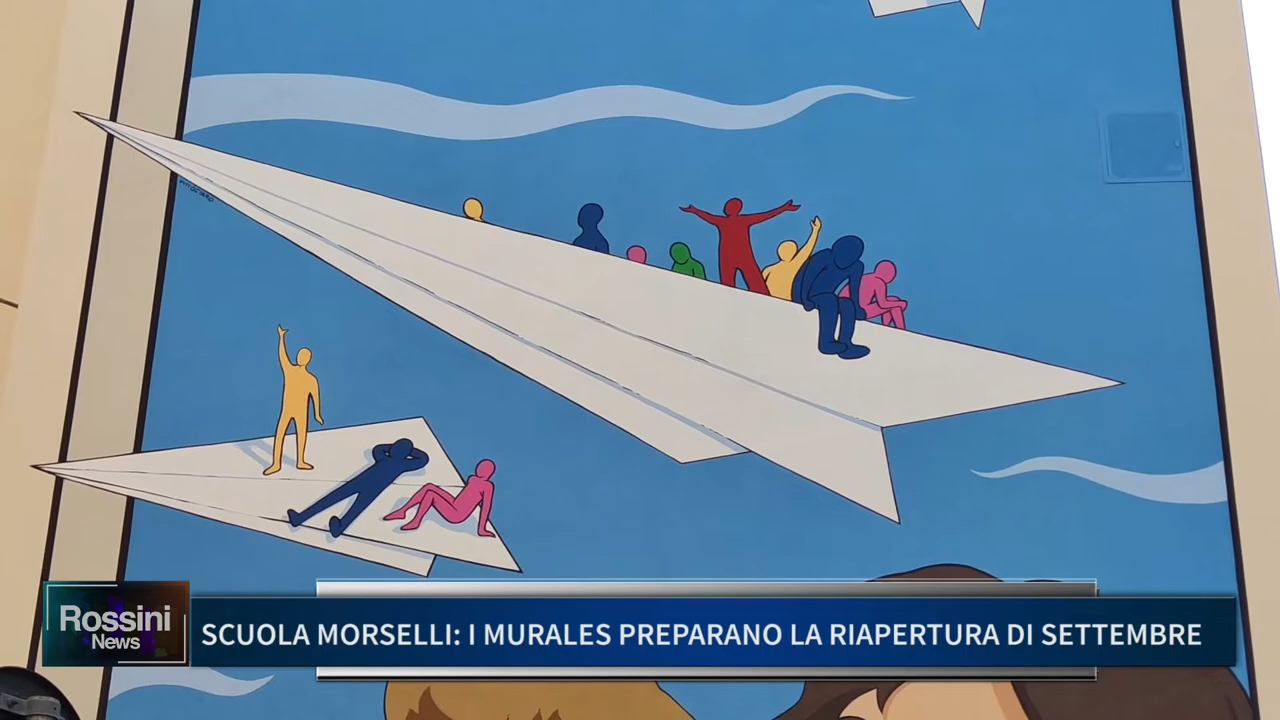 Rossini
News
SCUOLA MORSELLI: I MURALES PREPARANO LA RIAPERTURA DI SETTEMBRE